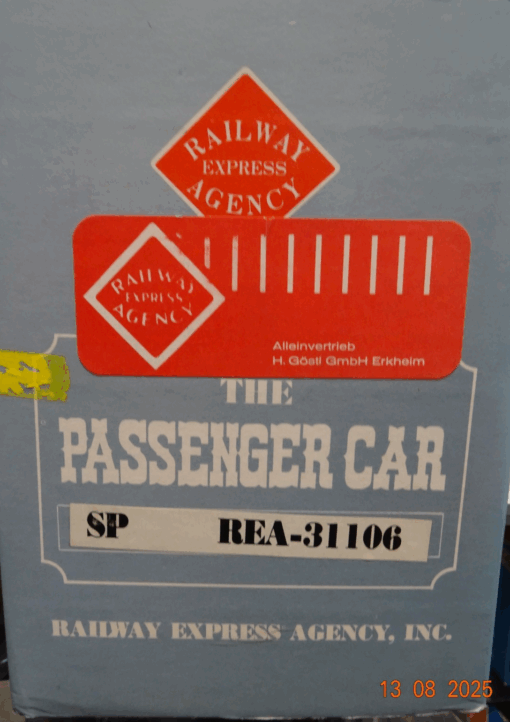 RAILWAY
EXPRESS
AGENCY
RAILWAY
EXPRESS
AGENCY
Alleinvertrieb
H. Göstl GmbH Erkheim
THE
PASSENGER CAR
SP REA-31106
RAILWAY EXPRESS AGENCY, INC.
13 08 2025